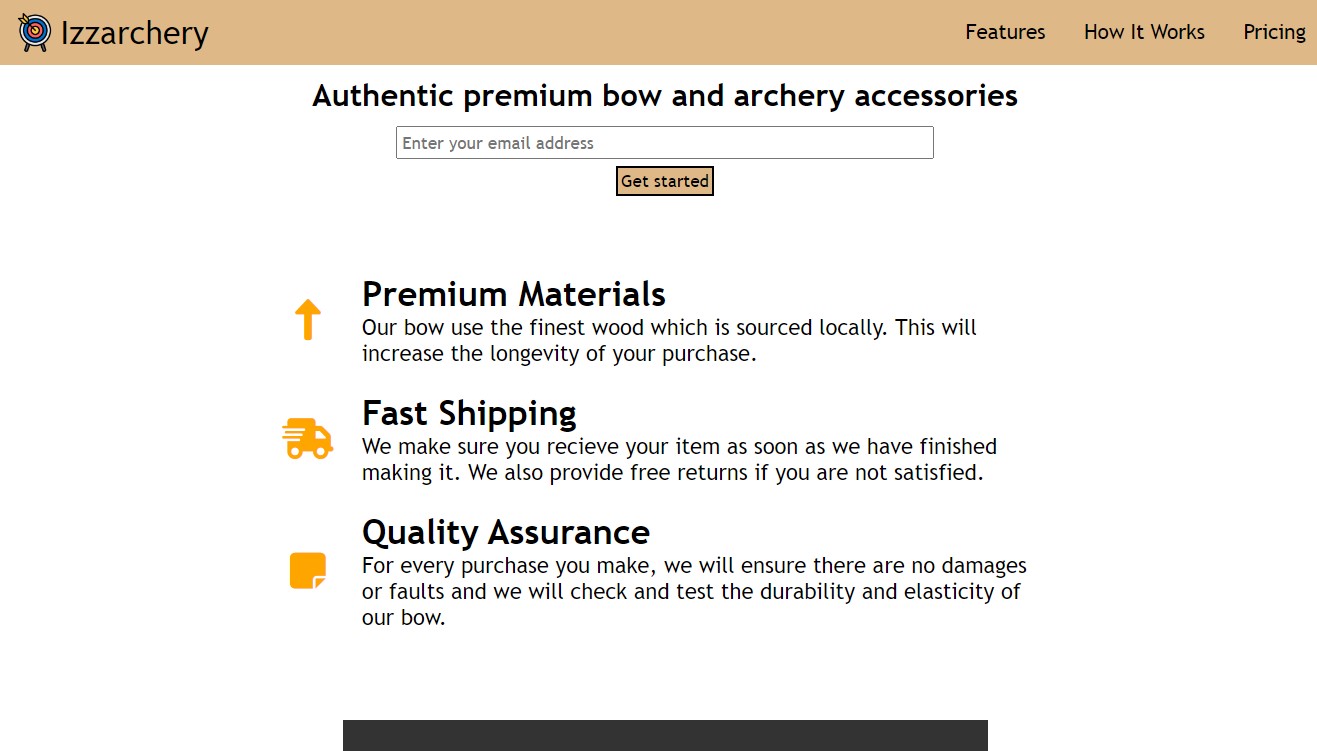 Izzarchery
Features
How It Works
Pricing
Authentic premium bow and archery accessories
Enter your email address
Get started
Premium Materials
Our bow use the finest wood which is sourced locally. This will
increase the longevity of your purchase.
Fast Shipping
We make sure you recieve your item as soon as we have finished
making it. We also provide free returns if you are not satisfied.
Quality Assurance
For every purchase you make, we will ensure there are no damages
or faults and we will check and test the durability and elasticity of
our bow.